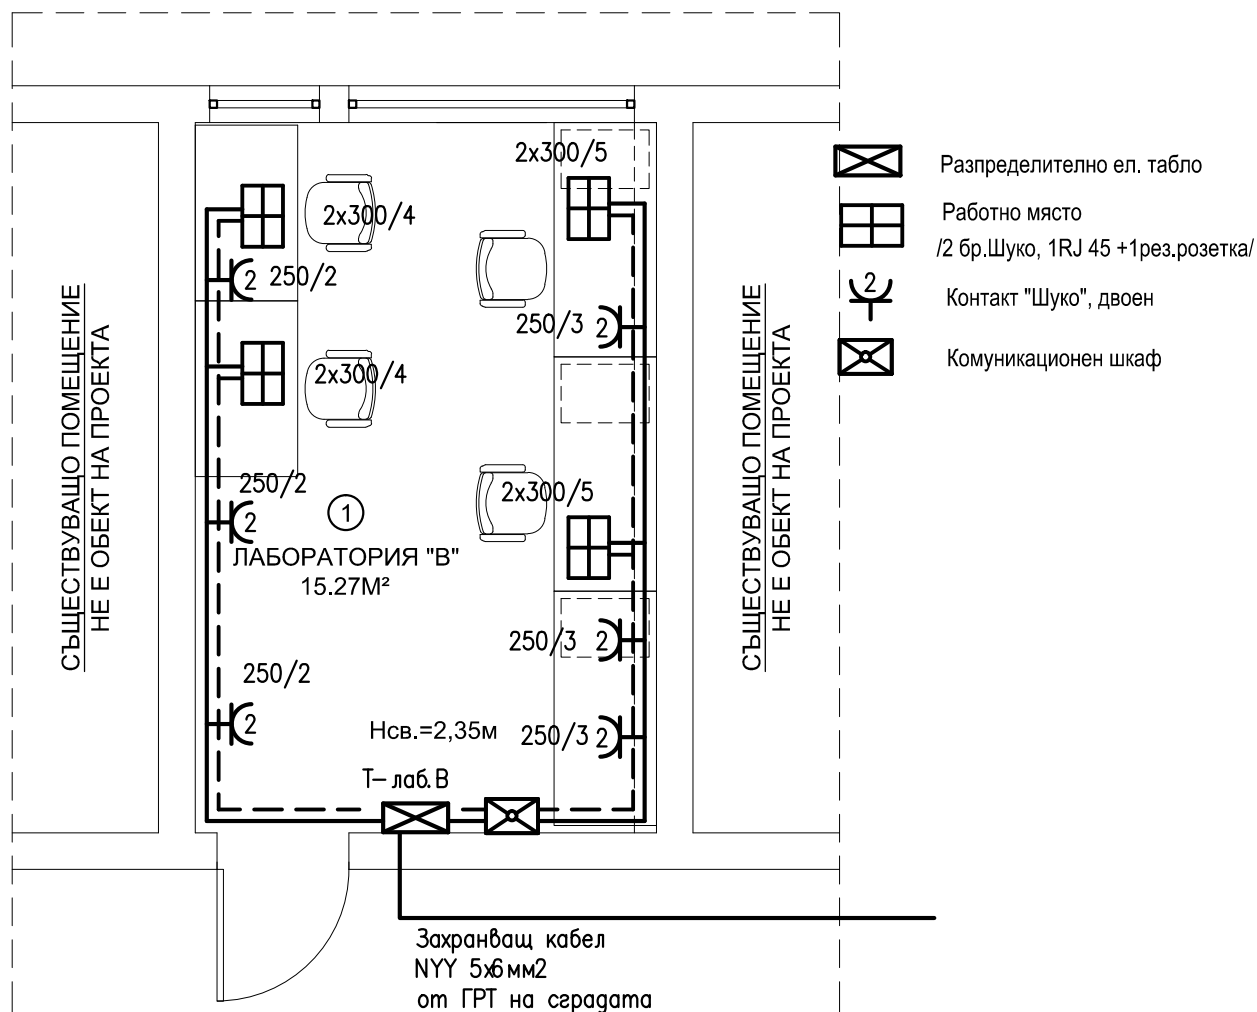 2x300/5
2x300/4
2
250/2
250/3
2
2x300/4
250/2
2
1
ЛАБОРАТОРИЯ "В"
15.27М²
2x300/5
250/3
2
250/2
2
Нсв.=2,35м
250/3
2
Т-лаб.В
Захранващ кабел
NYY 5x6мм2
от ГРТ на сградата
СЪЩЕСТВУВАЩО ПОМЕЩЕНИЕ
НЕ Е ОБЕКТ НА ПРОЕКТА
СЪЩЕСТВУВАЩО ПОМЕЩЕНИЕ
НЕ Е ОБЕКТ НА ПРОЕКТА
Разпределително ел. табло
Работно място
/2 бр.Шуко, 1RJ 45 +1рез.розетка/
2
Контакт "Шуко", двоен
Комуникационен шкаф